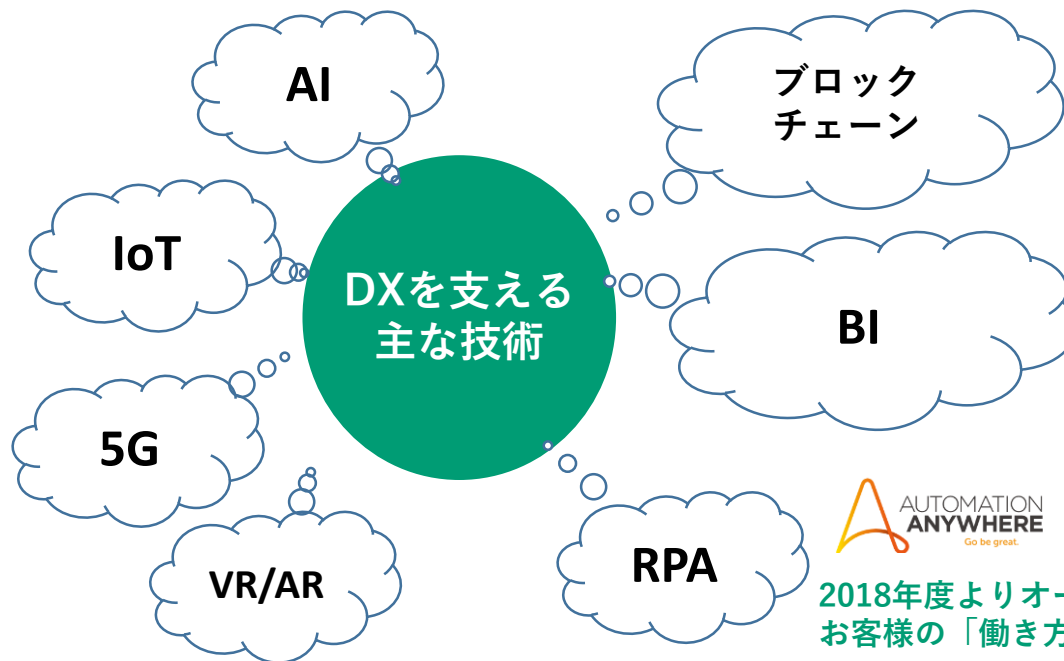 AI
ブロック
チェーン
IoT
DXを支える
主な技術
BI
5G
VR/AR
RPA
AUTOMATION
ANYWHERE
Go be great.
2018年度よりオー
お客様の「働き方